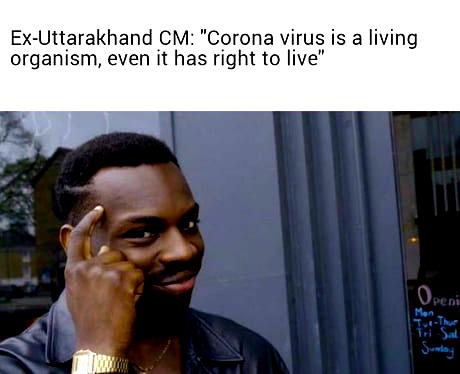 Ex-Uttarakhand CM: "Corona virus is a living
organism, even it has right to live"
Openi
Mon
Tue-Thur
Fri-Sat
Sunday